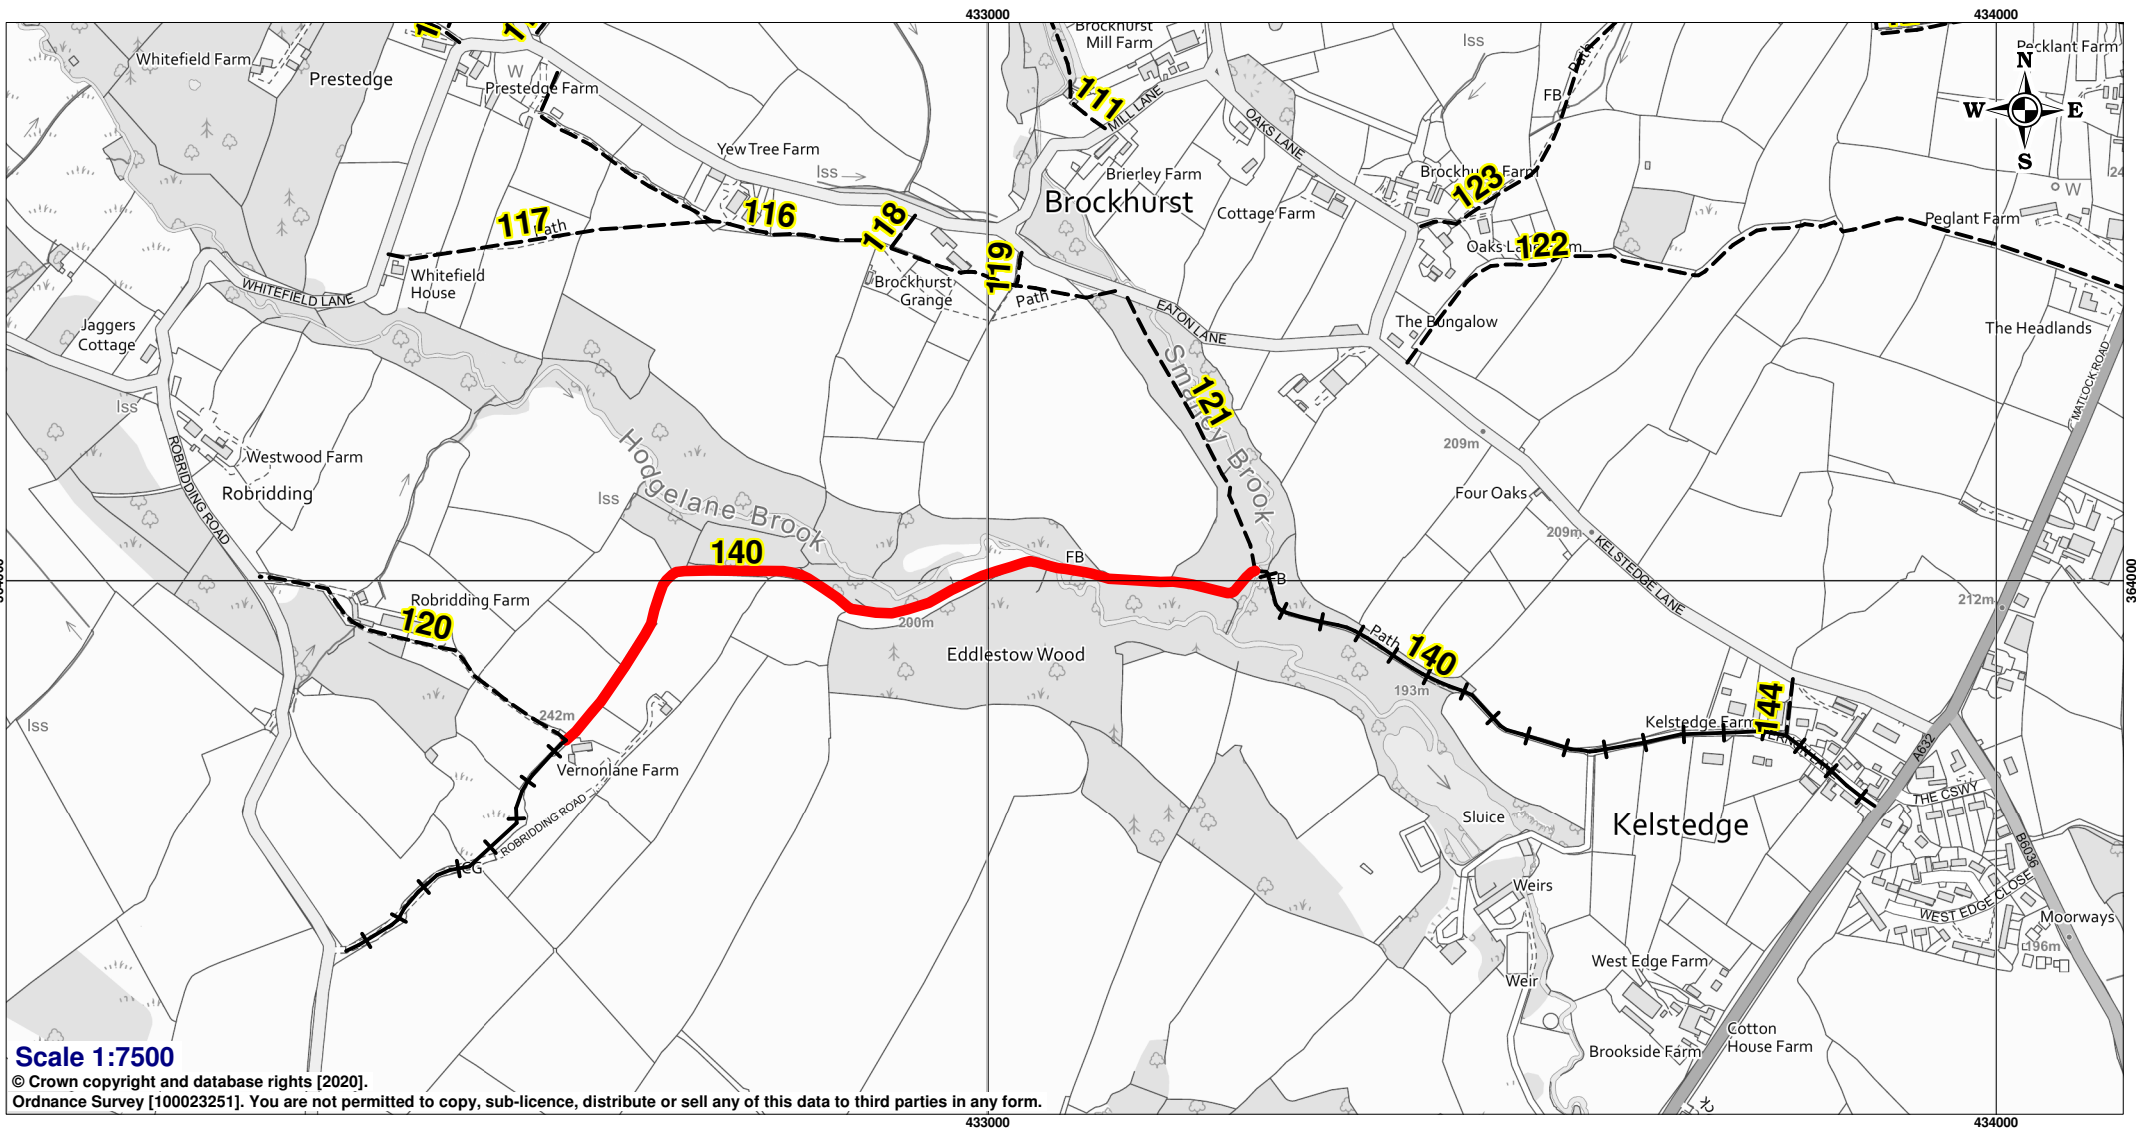 433000
434000
Whitefield Farm
Prestedge
W
Prestedge Farm
Brockhurst
Mill Farm
111
MILL LANE
Iss
Path
FB
Pecklant Farm
N
W E
S
OAKS LANE
Yew Tree Farm
Iss
Brierley Farm
Brockhurst
Cottage Farm
123
W
117
116
118
119
Path
122
Peglant Farm
Whitefield
House
WHITEFIELD LANE
Brockhurst
Grange
EATON LANE
The Bungalow
The Headlands
Jaggers
Cottage
MATLOCK ROAD
Iss
121
Smalley Brook
209m
Westwood Farm
Robridding
ROBRIDDING ROAD
Hodgelane Brook
Iss
Four Oaks
209m
KELSTEDGE LANE
140
FB
364000
212m
Robridding Farm
120
200m
Eddlestow Wood
Path
140
193m
242m
Kelstedge Farm
144
Vernonlane Farm
ROBRIDDING ROAD
CG
Sluice
Kelstedge
A632
THE CSWY
B6036
WEST EDGE CLOSE
Moorways
196m
Iss
Weirs
Weir
West Edge Farm
Cotton
House Farm
Brookside Farm
Scale 1:7500
© Crown copyright and database rights [2020].
Ordnance Survey [100023251]. You are not permitted to copy, sub-licence, distribute or sell any of this data to third parties in any form.
433000
434000